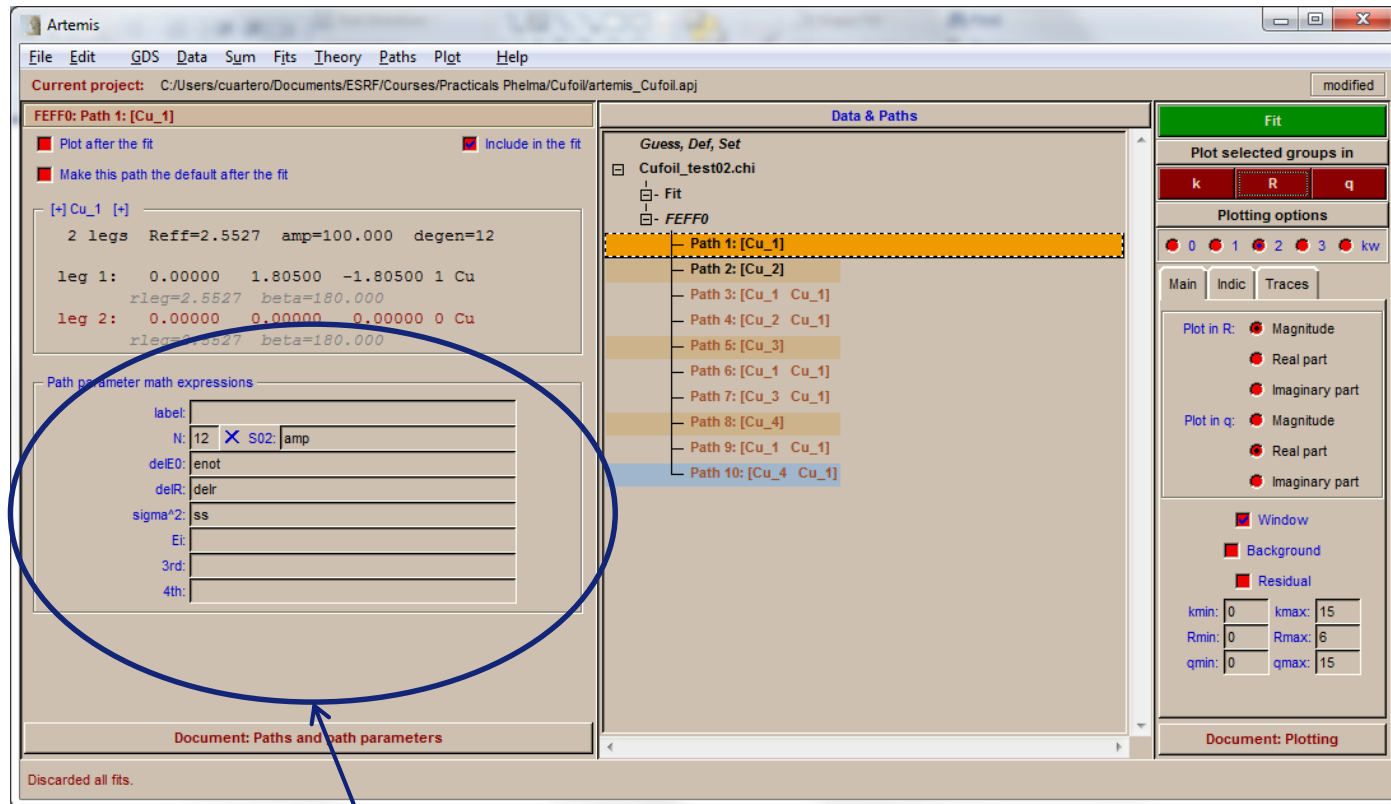 Artemis
File Edit GDS Data Sum Fits Theory Paths Plot Help
Current project: C:/Users/cuartero/Documents/ESRF/Courses/Practicals Phelma/Cufoil/artemis_Cufoil.apj modified
FEFF0: Path 1: [Cu_1]
Plot after the fit Include in the fit
Make this path the default after the fit
[+] Cu_1 [+]
2 legs Reff=2.5527 amp=100.000 degen=12
leg 1: 0.00000 1.80500 -1.80500 1 Cu
rleg=2.5527 beta=180.000
leg 2: 0.00000 0.00000 0.00000 0 Cu
rleg=2.5527 beta=180.000
Path parameter math expressions
label:
N: 12 X S02: amp
delE0: enot
delR: delr
sigma^2: ss
Ei:
3rd:
4th:
Document: Paths and path parameters
Data & Paths
Guess, Def, Set
Cufoil_test02.chi
Fit
FEFF0
Path 1: [Cu_1]
Path 2: [Cu_2]
Path 3: [Cu_1 Cu_1]
Path 4: [Cu_2 Cu_1]
Path 5: [Cu_3]
Path 6: [Cu_1 Cu_1]
Path 7: [Cu_3 Cu_1]
Path 8: [Cu_4]
Path 9: [Cu_1 Cu_1]
Path 10: [Cu_4 Cu_1]
Fit
Plot selected groups in
k R q
Plotting options
0 1 2 3 kw
Main Indic Traces
Plot in R: Magnitude
Real part
Imaginary part
Plot in q: Magnitude
Real part
Imaginary part
Window
Background
Residual
kmin: 0 kmax: 15
Rmin: 0 Rmax: 6
qmin: 0 qmax: 15
Document: Plotting
Discarded all fits.